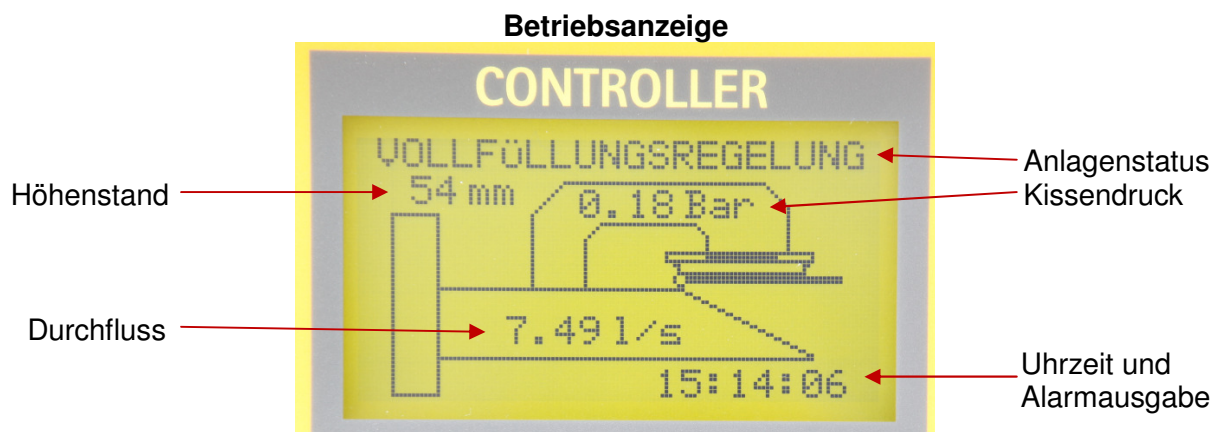 Betriebsanzeige
CONTROLLER
VOLLFÜLLUNGSREGELUNG
Anlagenstatus
Höhenstand
54 mm
0.18 Bar
Kissendruck
Durchfluss
7.49 l/s
15:14:06
Uhrzeit und
Alarmausgabe